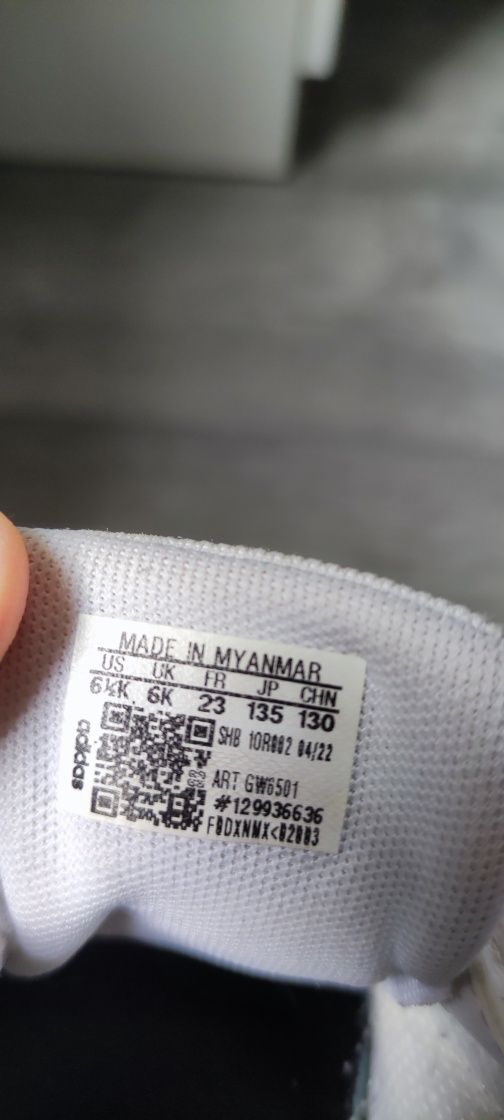 MADE IN MYANMAR
US UK FR JP CHN
6½K 6K 23 135 130
SHB 10R002 04/22
ART GW6501
#129936636
F0DXNMX<02003
adidas